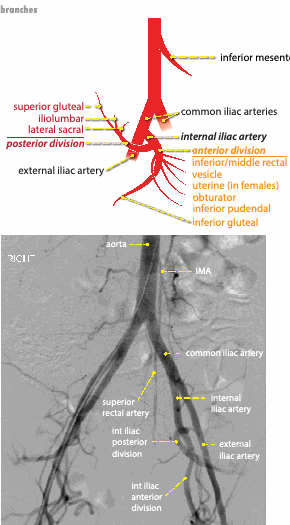 branches
inferior mesent
superior gluteal
iliolumbar
lateral sacral
posterior division
external iliac artery
common iliac arteries
internal iliac artery
anterior division
inferior/middle rectal
vesicle
uterine (in females)
obturator
inferior pudendal
inferior gluteal
aorta
RIGHT
IMA
common iliac artery
superior
rectal artery
internal
iliac artery
int iliac
posterior
division
external
iliac artery
int iliac
anterior
division